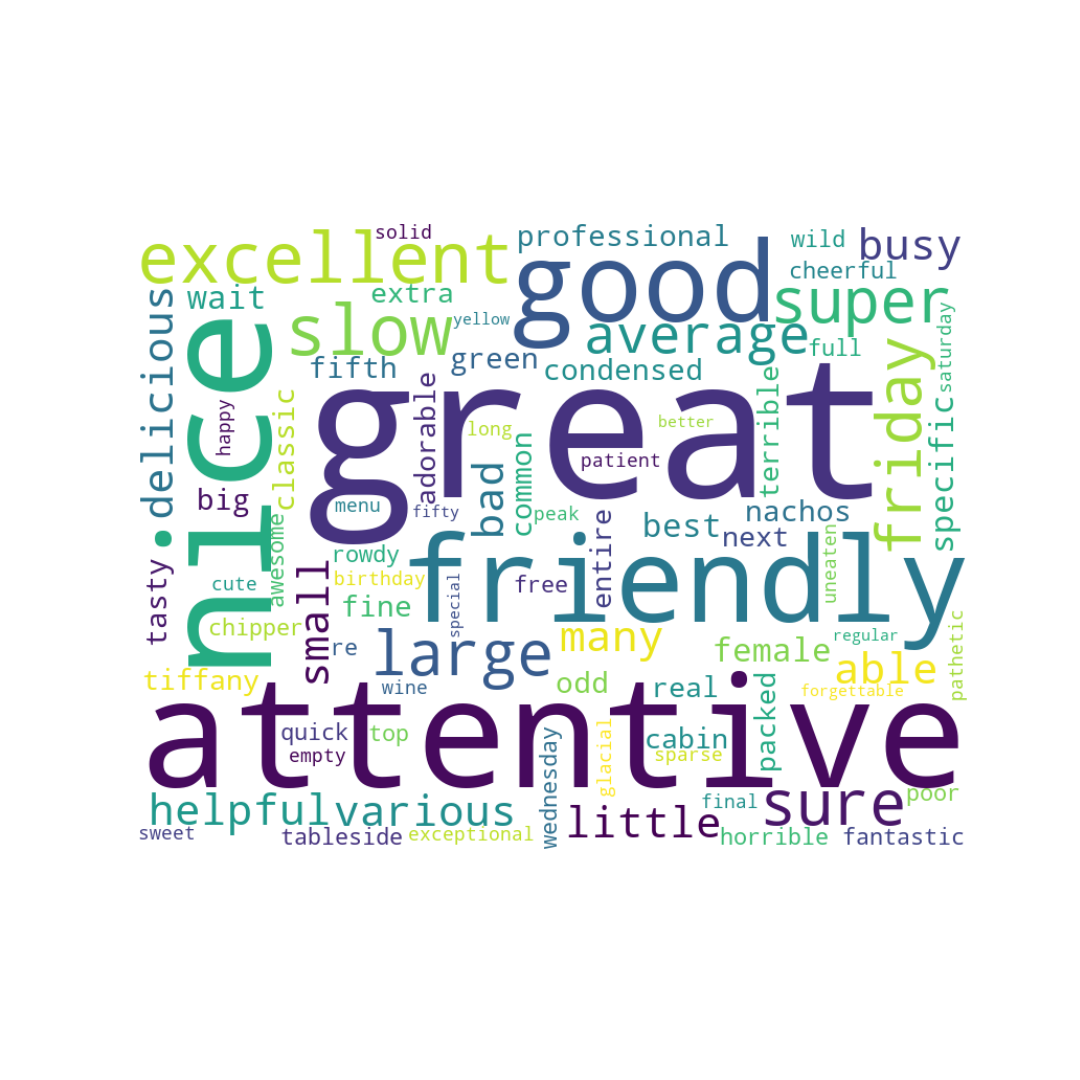 solid
professional
wild
busy
excellent
good
cheerful
wait
extra
super
slow
yellow
average
full
saturday
.delicious
nice
fifth
green
condensed
friday
great
adorable
terrible
classic
happy
long
better
specific
common
patient
big
bad
menu
fifty
peak
best
nachos
next
awesome
rowdy
friendly
entire
uneaten
tasty
cute
birthday
special
free
small
fine
chipper
re
large
many
female
regular
able
pathetic
tiffany
wine
odd
real
forgettable
attentive
packed
quick
top
empty
glacial
cabin
sparse
wednesday
helpful
various
little
final
sure
poor
sweet
tableside
exceptional
horrible
fantastic